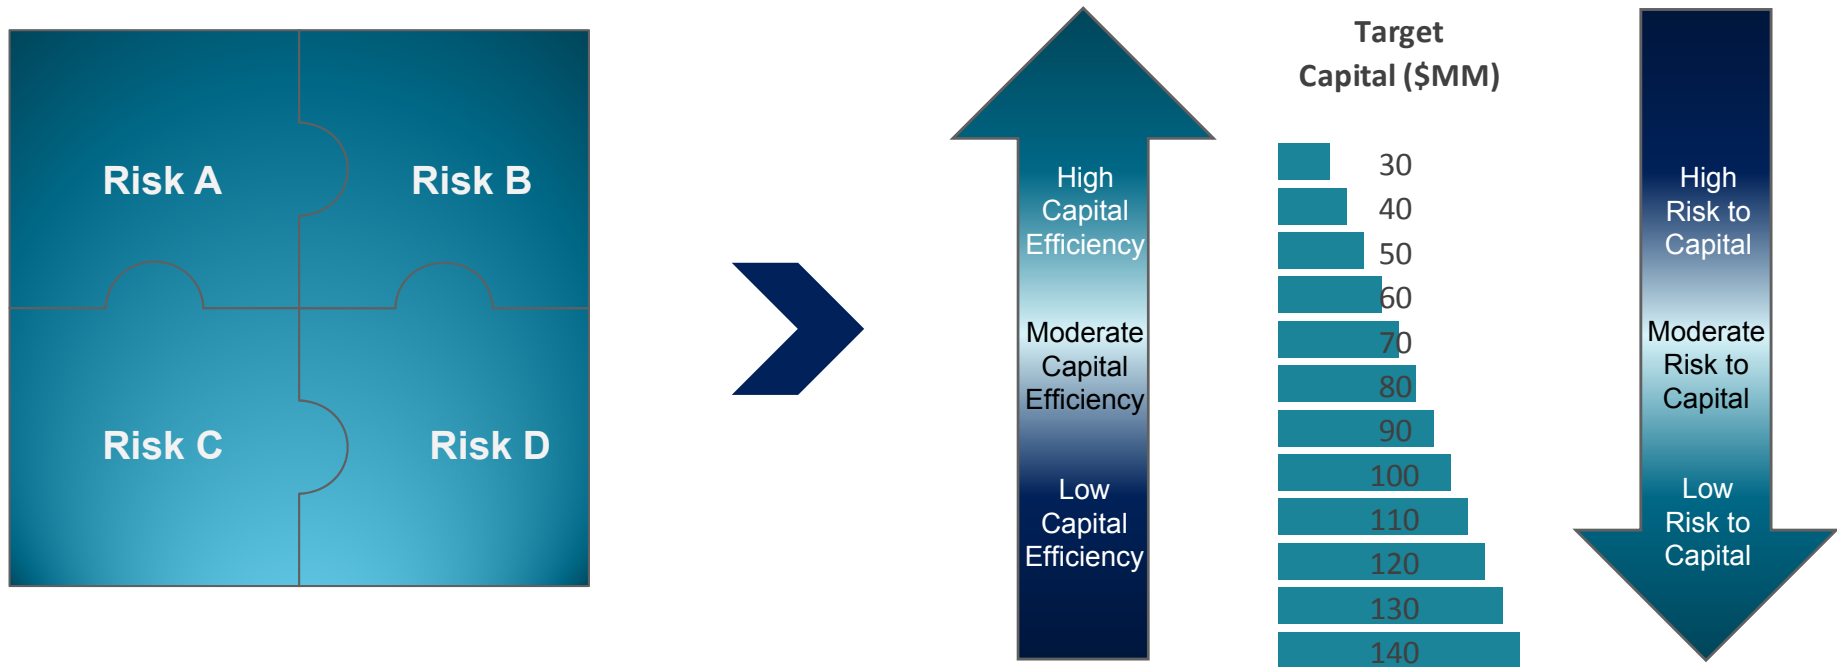 Risk A
Risk B
Risk C
Risk D
High
Capital
Efficiency
Moderate
Capital
Efficiency
Low
Capital
Efficiency
Target
Capital ($MM)
30
40
50
60
70
80
90
100
110
120
130
140
High
Risk to
Capital
Moderate
Risk to
Capital
Low
Risk to
Capital